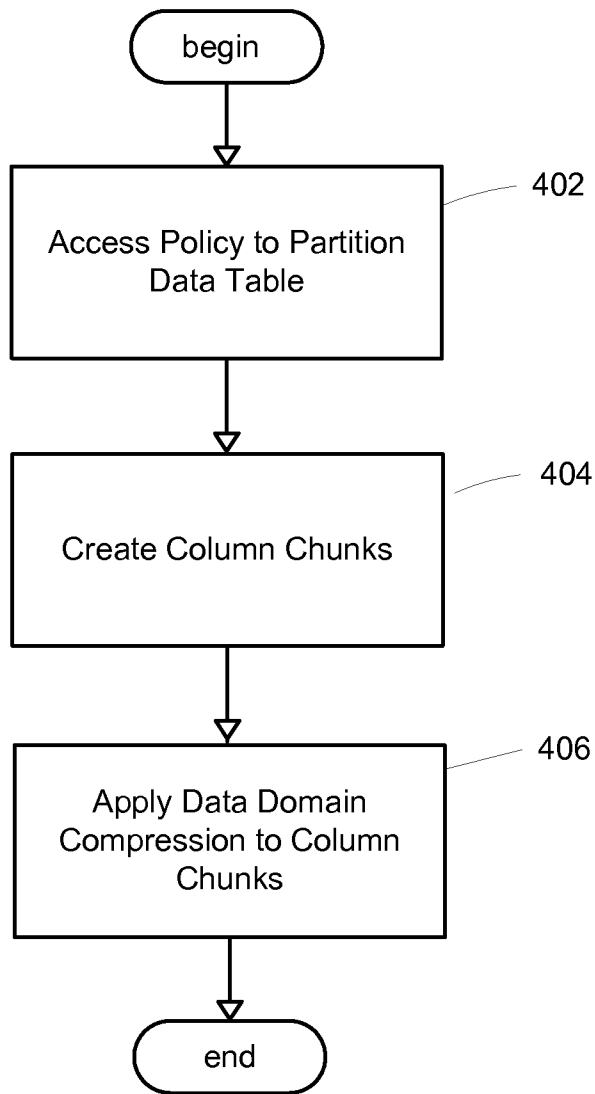 begin
402
Access Policy to Partition
Data Table
404
Create Column Chunks
406
Apply Data Domain
Compression to Column
Chunks
end